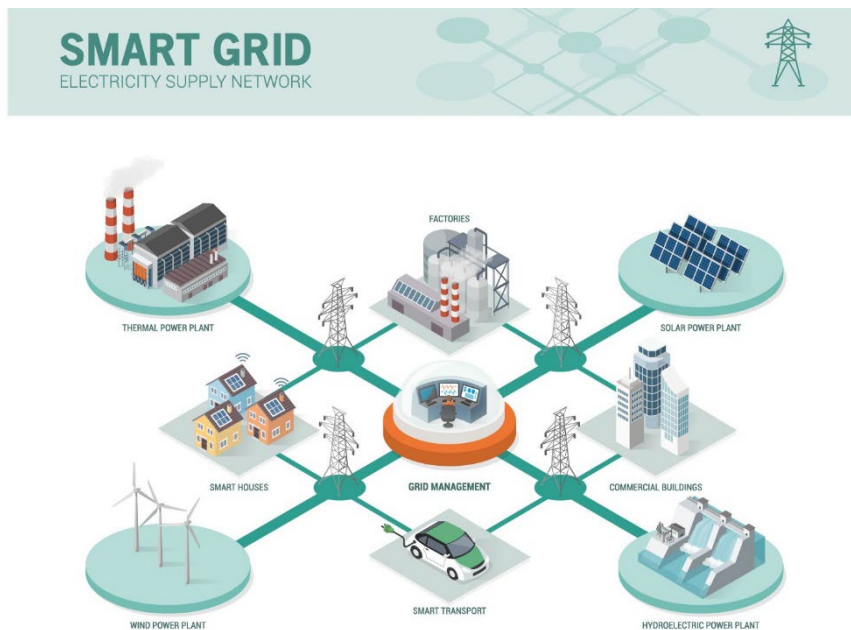 SMART GRID
ELECTRICITY SUPPLY NETWORK
FACTORIES
THERMAL POWER PLANT
SOLAR POWER PLANT
SMART HOUSES
GRID MANAGEMENT
COMMERCIAL BUILDINGS
WIND POWER PLANT
SMART TRANSPORT
HYDROELECTRIC POWER PLANT